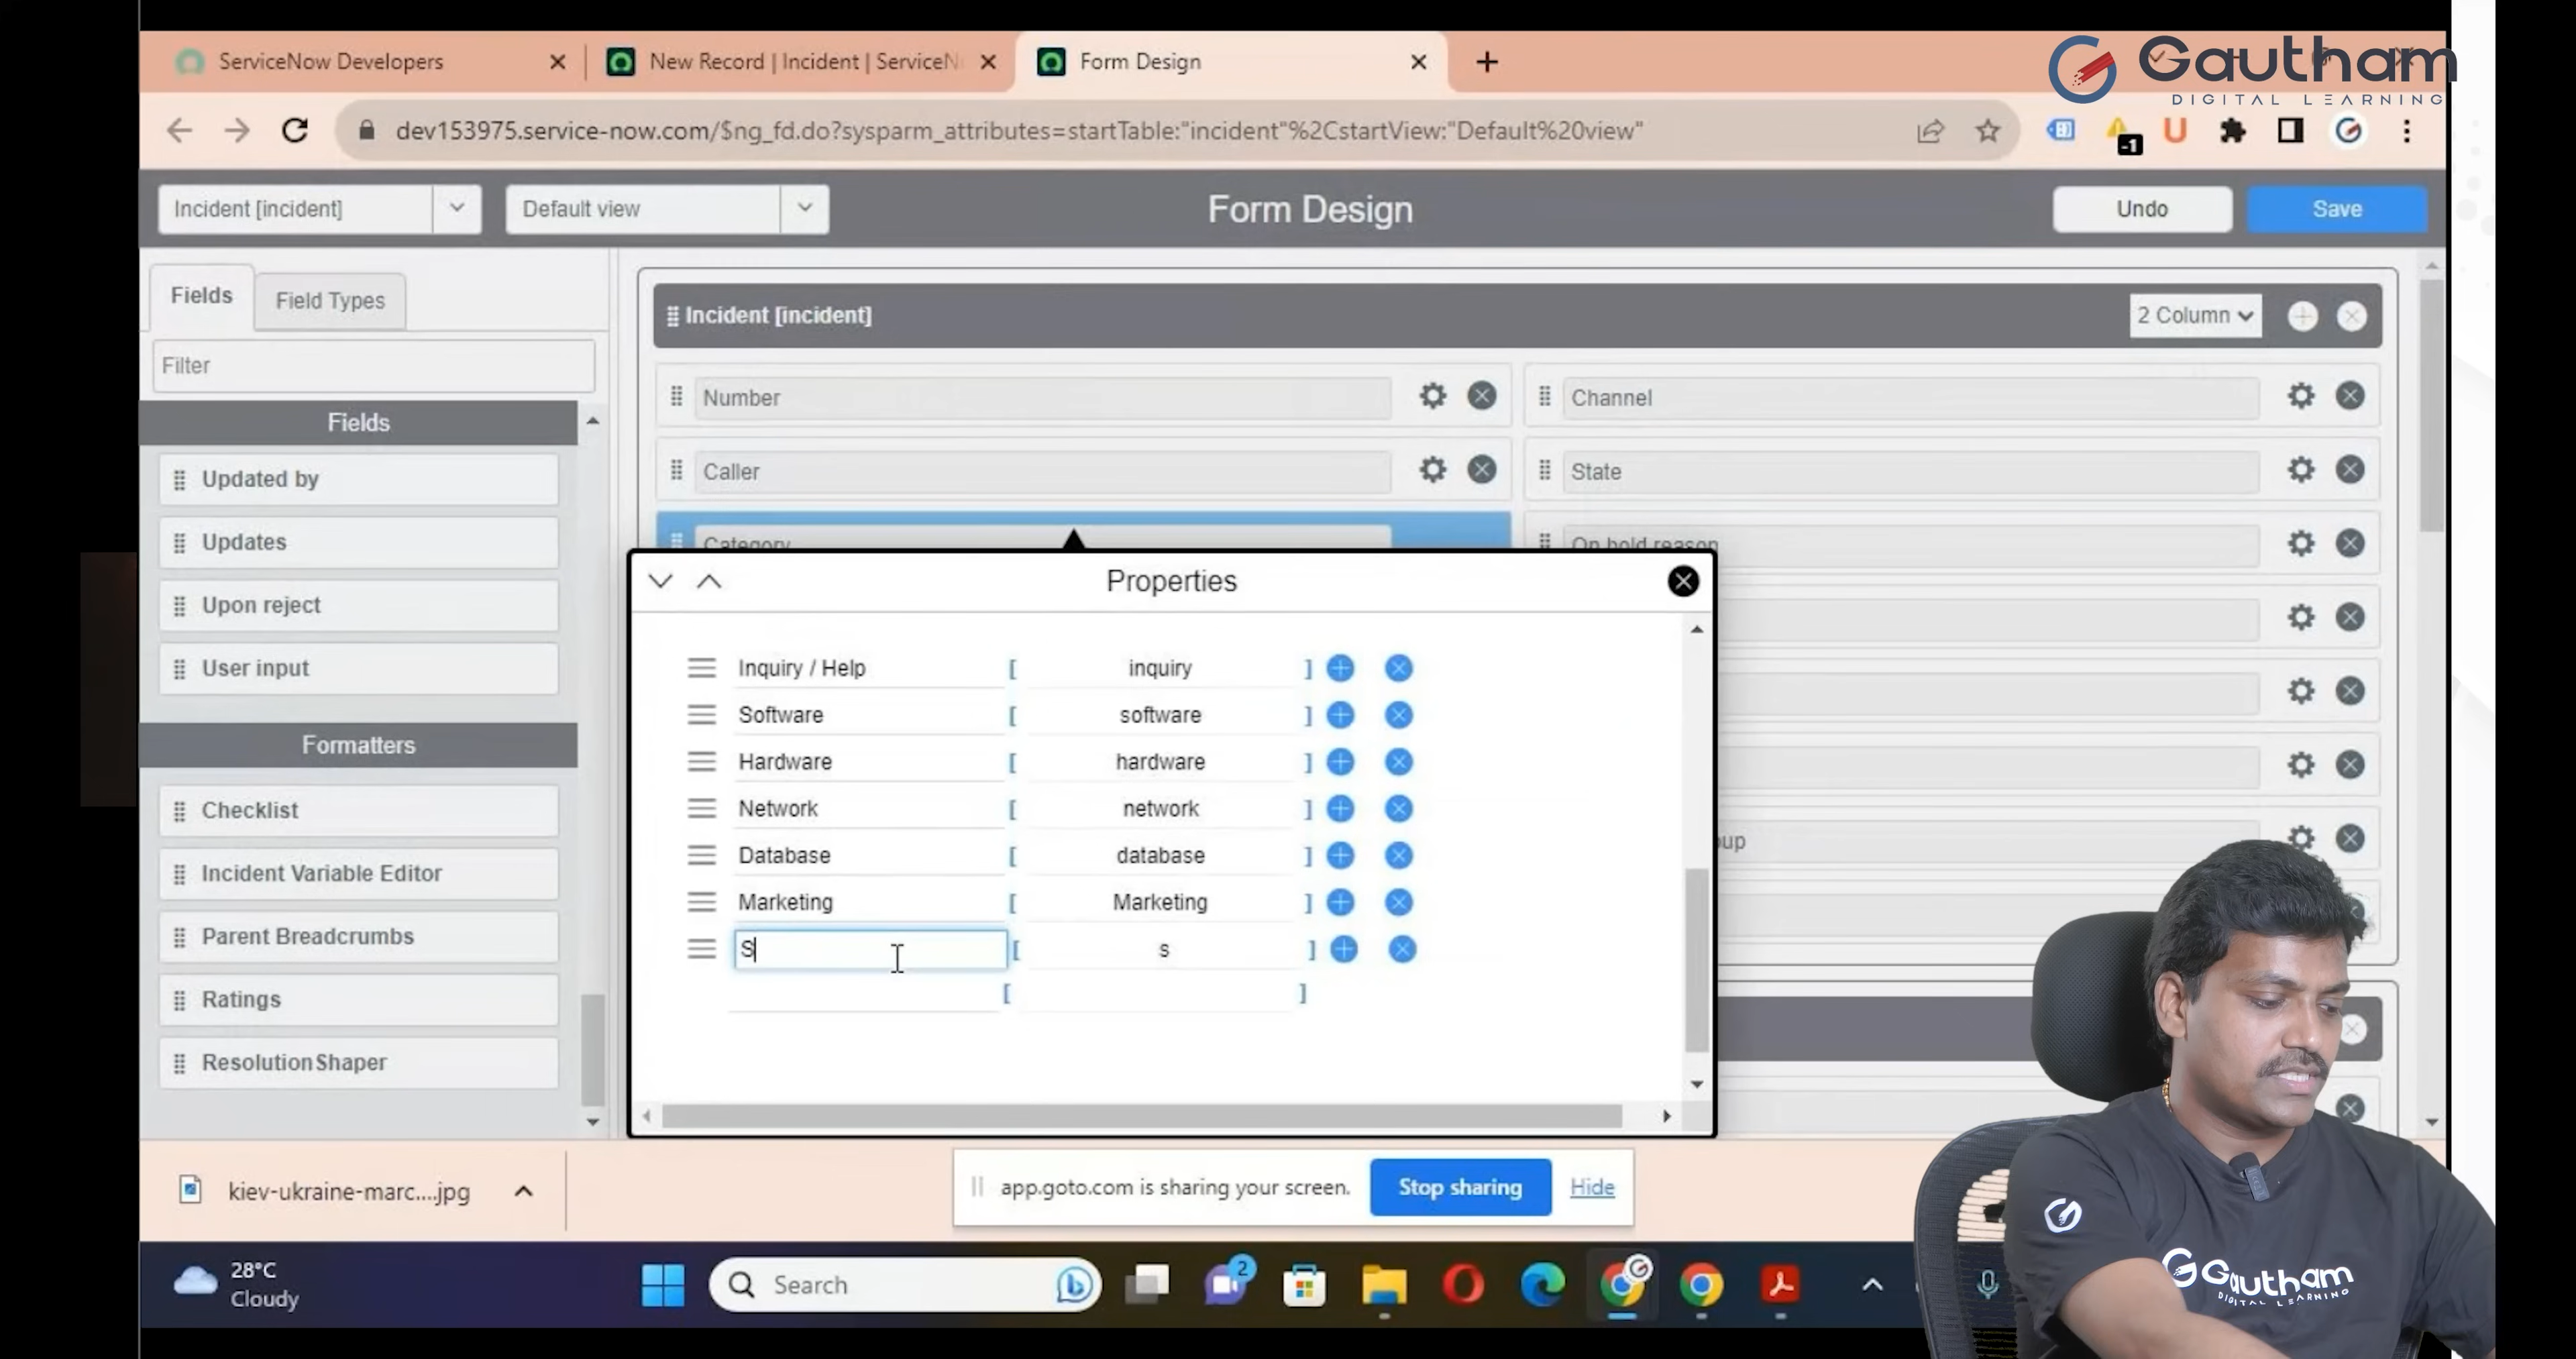 ServiceNow Developers
New Record | Incident | ServiceN
Form Design
Gautham
DIGITAL LEARNING
dev153975.service-now.com/$ng_fd.do?sysparm_attributes=startTable:"incident"%2CstartView:"Default%20view"
-1
Incident [incident]
Default view
Form Design
Undo
Save
Fields
Field Types
Filter
Fields
Updated by
Updates
Upon reject
User input
Formatters
Checklist
Incident Variable Editor
Parent Breadcrumbs
Ratings
Resolution Shaper
Incident [incident]
2 Column
Number
Channel
Caller
State
Category
On hold reason
oup
Properties
Inquiry / Help [ inquiry ]
Software [ software ]
Hardware [ hardware ]
Network [ network ]
Database [ database ]
Marketing [ Marketing ]
S [ s ]
[ ]
kiev-ukraine-marc....jpg
app.goto.com is sharing your screen.
Stop sharing
Hide
28°C
Cloudy
Search
2
Gautham
DIGITAL LEARNING